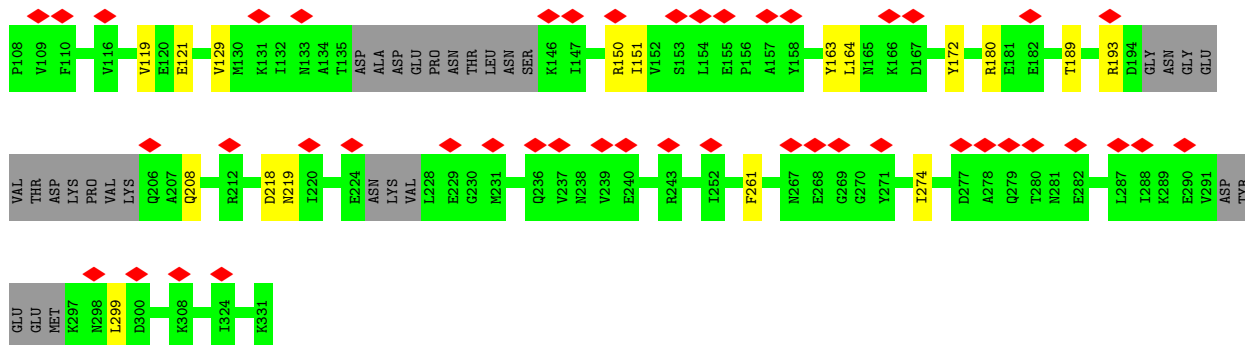 P108 V109 F110 V116 V119 E120 E121 V129 M130 K131 I132 N133 A134 T135 ASP ALA ASP GLU PRO ASN THR LEU ASN SER K146 I147 R150 I151 V152 S153 L154 E155 P156 A157 Y158 Y163 L164 N165 K166 D167 Y172 R180 E181 E182 T189 R193 D194 GLY ASN GLY GLU
VAL THR ASP LYS PRO VAL LYS Q206 A207 Q208 R212 D218 N219 I220 E224 ASN LYS VAL L228 E229 G230 M231 Q236 V237 N238 V239 E240 R243 I252 F261 N267 E268 G269 G270 Y271 I274 D277 A278 Q279 T280 N281 E282 L287 I288 K289 E290 V291 ASP TYR
GLU GLU MET K297 N298 L299 D300 K308 I324 K331